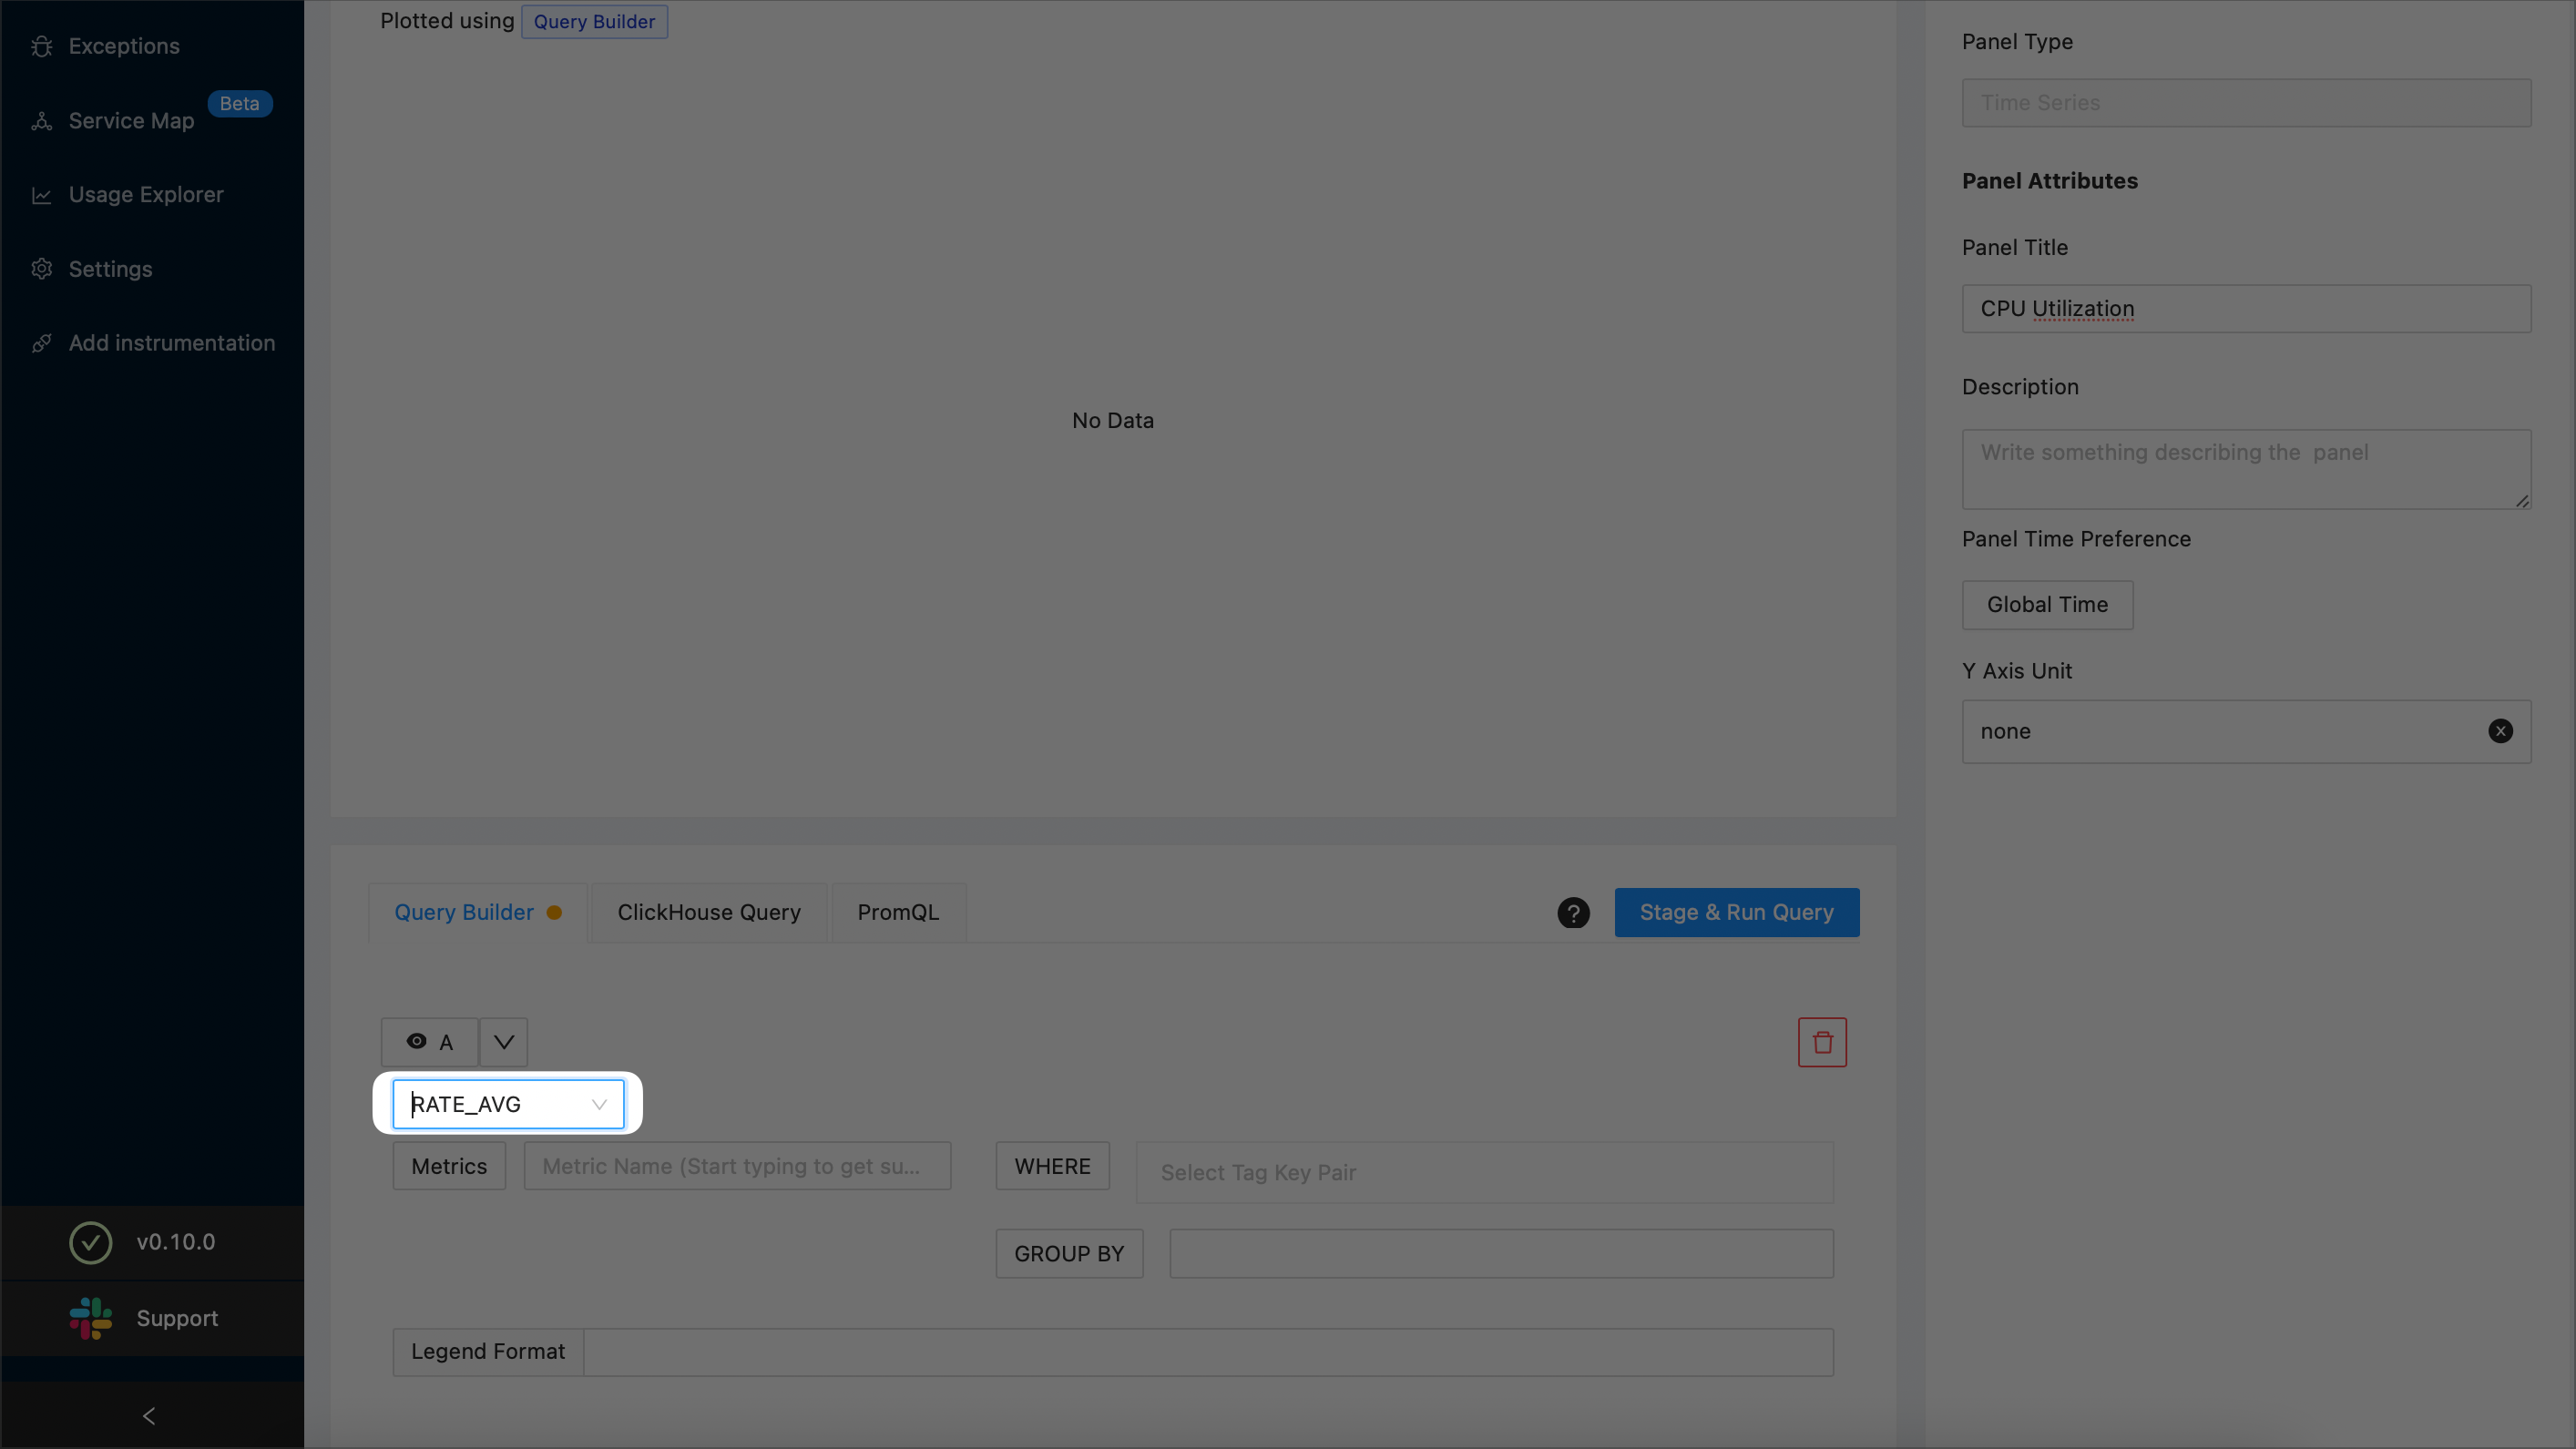 Exceptions
Service Map
Beta
Usage Explorer
Settings
Add instrumentation
v0.10.0
Support
Plotted using Query Builder
No Data
Query Builder
ClickHouse Query
PromQL
?
Stage & Run Query
A
RATE_AVG
Metrics
Metric Name (Start typing to get su...
WHERE
Select Tag Key Pair
GROUP BY
Legend Format
Panel Type
Time Series
Panel Attributes
Panel Title
CPU Utilization
Description
Write something describing the  panel
Panel Time Preference
Global Time
Y Axis Unit
none